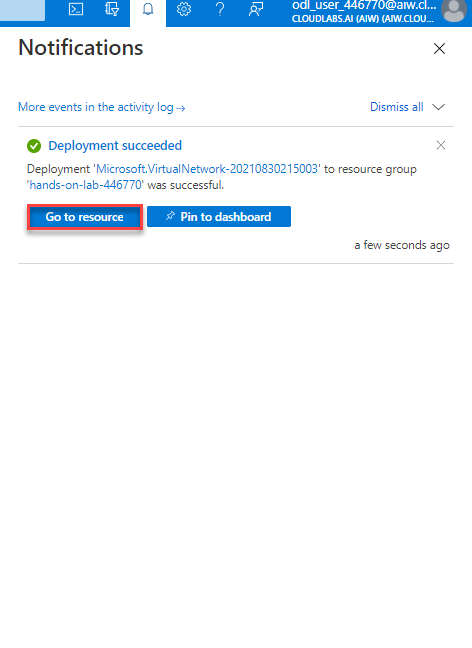 odl_user_446770@aiw.cl...
CLOUDLABS.AI (AIW) (AIW.CLOU...
Notifications
More events in the activity log →
Dismiss all
Deployment succeeded
Deployment 'Microsoft.VirtualNetwork-20210830215003' to resource group
'hands-on-lab-446770' was successful.
Go to resource
Pin to dashboard
a few seconds ago